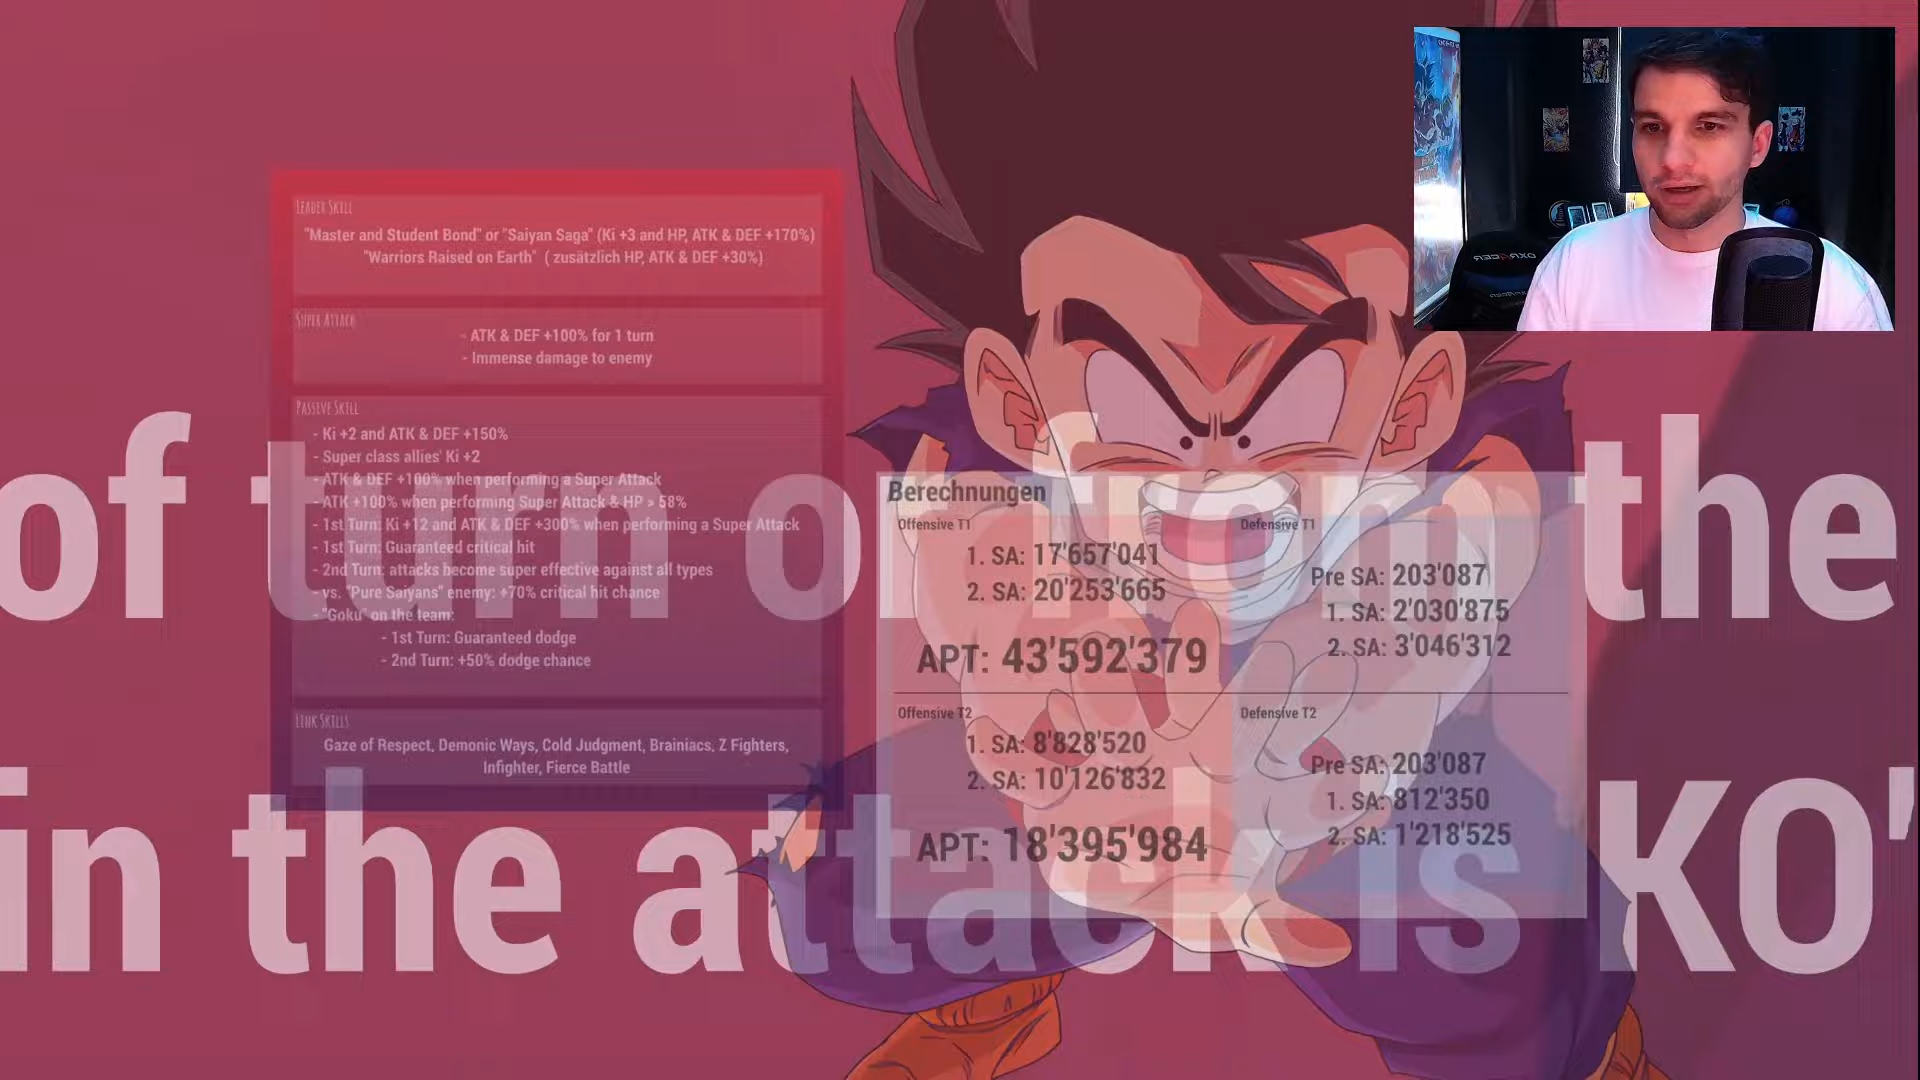 Leader Skill
"Master and Student Bond" or "Saiyan Saga" (Ki +3 and HP, ATK & DEF +170%)
"Warriors Raised on Earth" ( zusätzlich HP, ATK & DEF +30%)
Super Attack
- ATK & DEF +100% for 1 turn
- Immense damage to enemy
Passive Skill
- Ki +2 and ATK & DEF +150%
- Super class allies' Ki +2
- ATK & DEF +100% when performing a Super Attack
- ATK +100% when performing Super Attack & HP > 58%
- 1st Turn: Ki +12 and ATK & DEF +300% when performing a Super Attack
- 1st Turn: Guaranteed critical hit
- 2nd Turn: attacks become super effective against all types
- vs. "Pure Saiyans" enemy: +70% critical hit chance
- "Goku" on the team:
- 1st Turn: Guaranteed dodge
- 2nd Turn: +50% dodge chance
Link Skills
Gaze of Respect, Demonic Ways, Cold Judgment, Brainiacs, Z Fighters,
Infighter, Fierce Battle
Berechnungen
Offensive T1
1. SA: 17'657'041
2. SA: 20'253'665
APT: 43'592'379
Defensive T1
Pre SA: 203'087
1. SA: 2'030'875
2. SA: 3'046'312
Offensive T2
1. SA: 8'828'520
2. SA: 10'126'832
APT: 18'395'984
Defensive T2
Pre SA: 203'087
1. SA: 812'350
2. SA: 1'218'525
of turn or from the
in the attack is KO'
OXRACER